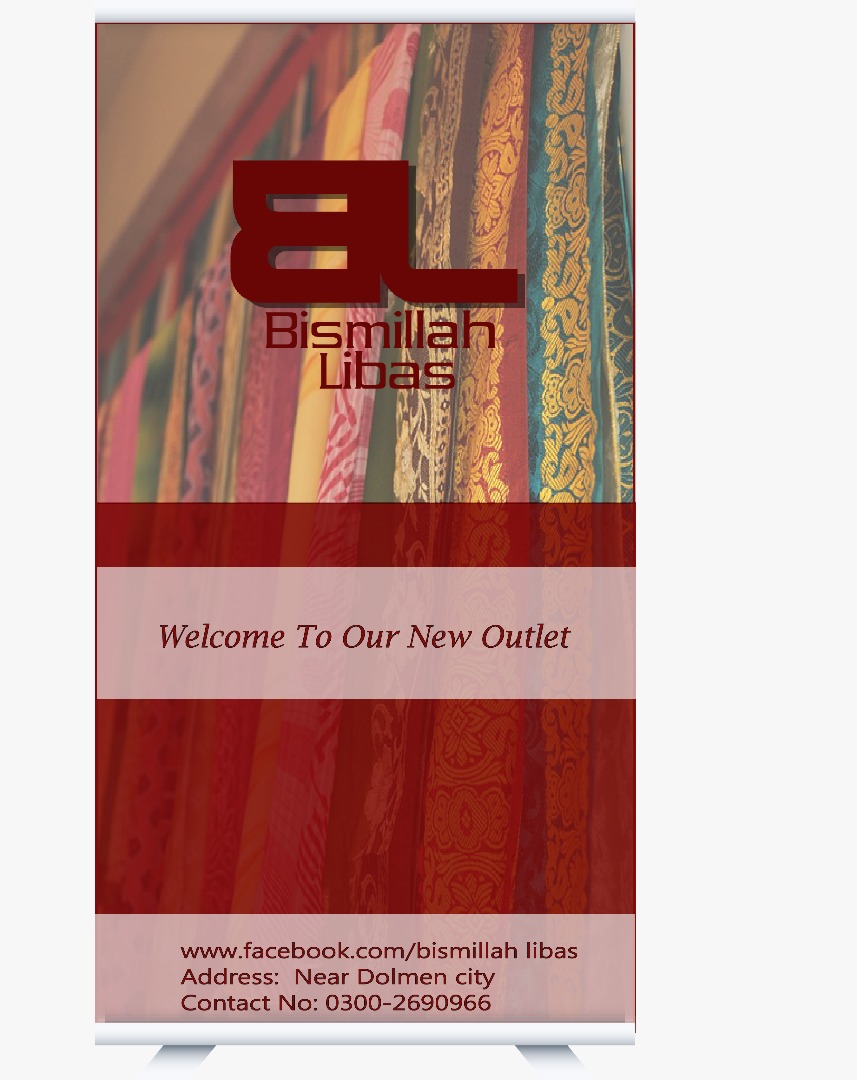 BL
Bismillah
Libas
Welcome To Our New Outlet
www.facebook.com/bismillah libas
Address:  Near Dolmen city
Contact No: 0300-2690966